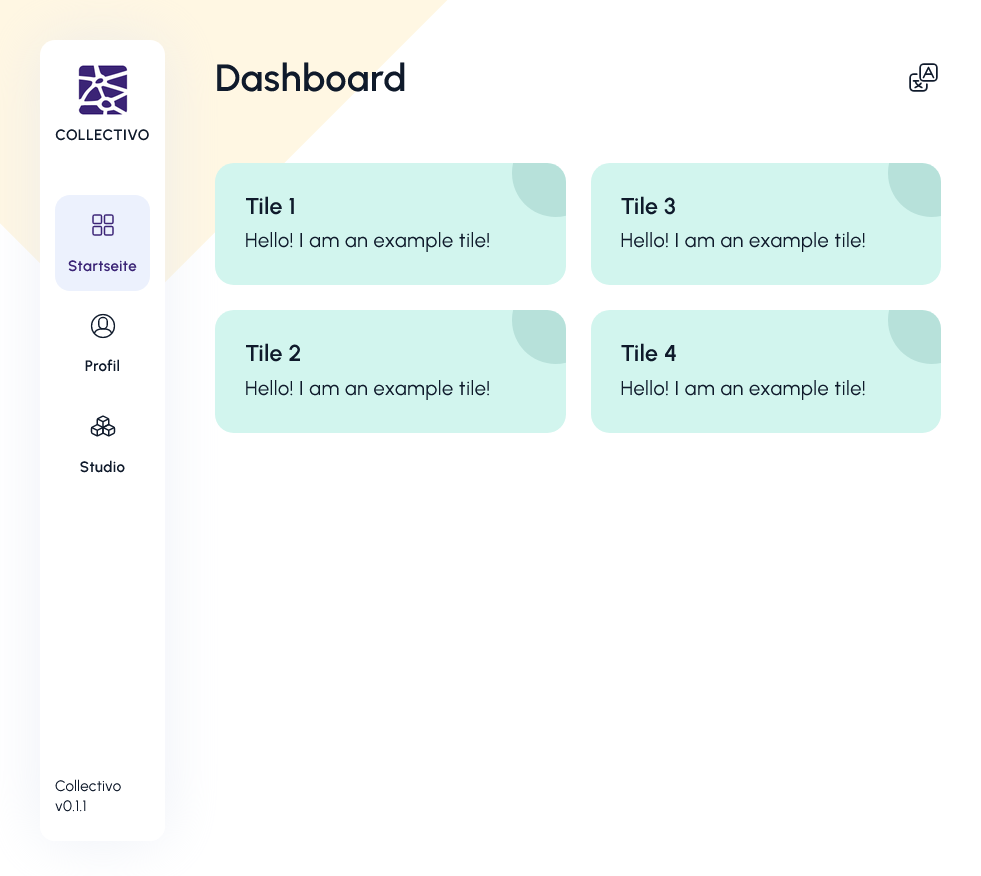 COLLECTIVO
Startseite
Profil
Studio
Collectivo
v0.1.1
Dashboard
A
Tile 1
Hello! I am an example tile!
Tile 3
Hello! I am an example tile!
Tile 2
Hello! I am an example tile!
Tile 4
Hello! I am an example tile!